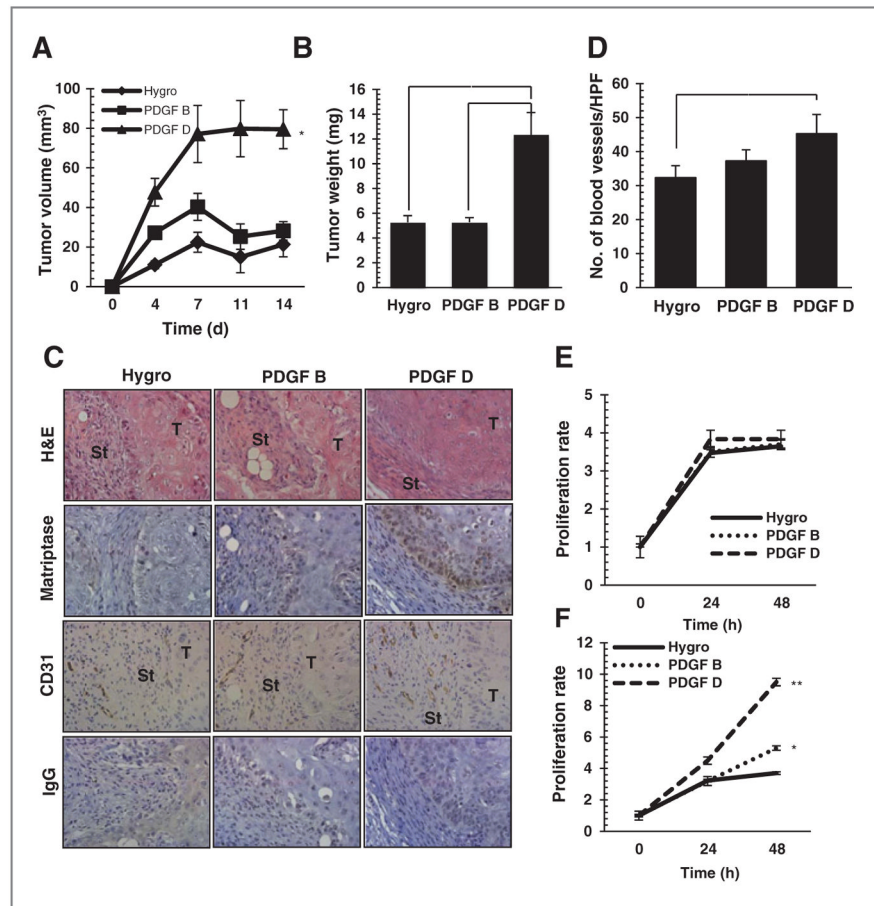 A
Tumor volume (mm³)
100
80
60
40
20
0
Hygro
PDGF B
PDGF D
*
0 4 7 11 14
Time (d)
B
Tumor weight (mg)
16
14
12
10
8
6
4
2
0
Hygro PDGF B PDGF D
D
No. of blood vessels/HPF
60
50
40
30
20
10
0
Hygro PDGF B PDGF D
C
Hygro PDGF B PDGF D
H&E
St T
St T
St T
Matriptase
CD31
St T
St T
St T
IgG
E
Proliferation rate
5
4
3
2
1
0
Hygro
PDGF B
PDGF D
0 24 48
Time (h)
F
Proliferation rate
12
10
8
6
4
2
0
Hygro
PDGF B
PDGF D
**
*
0 24 48
Time (h)